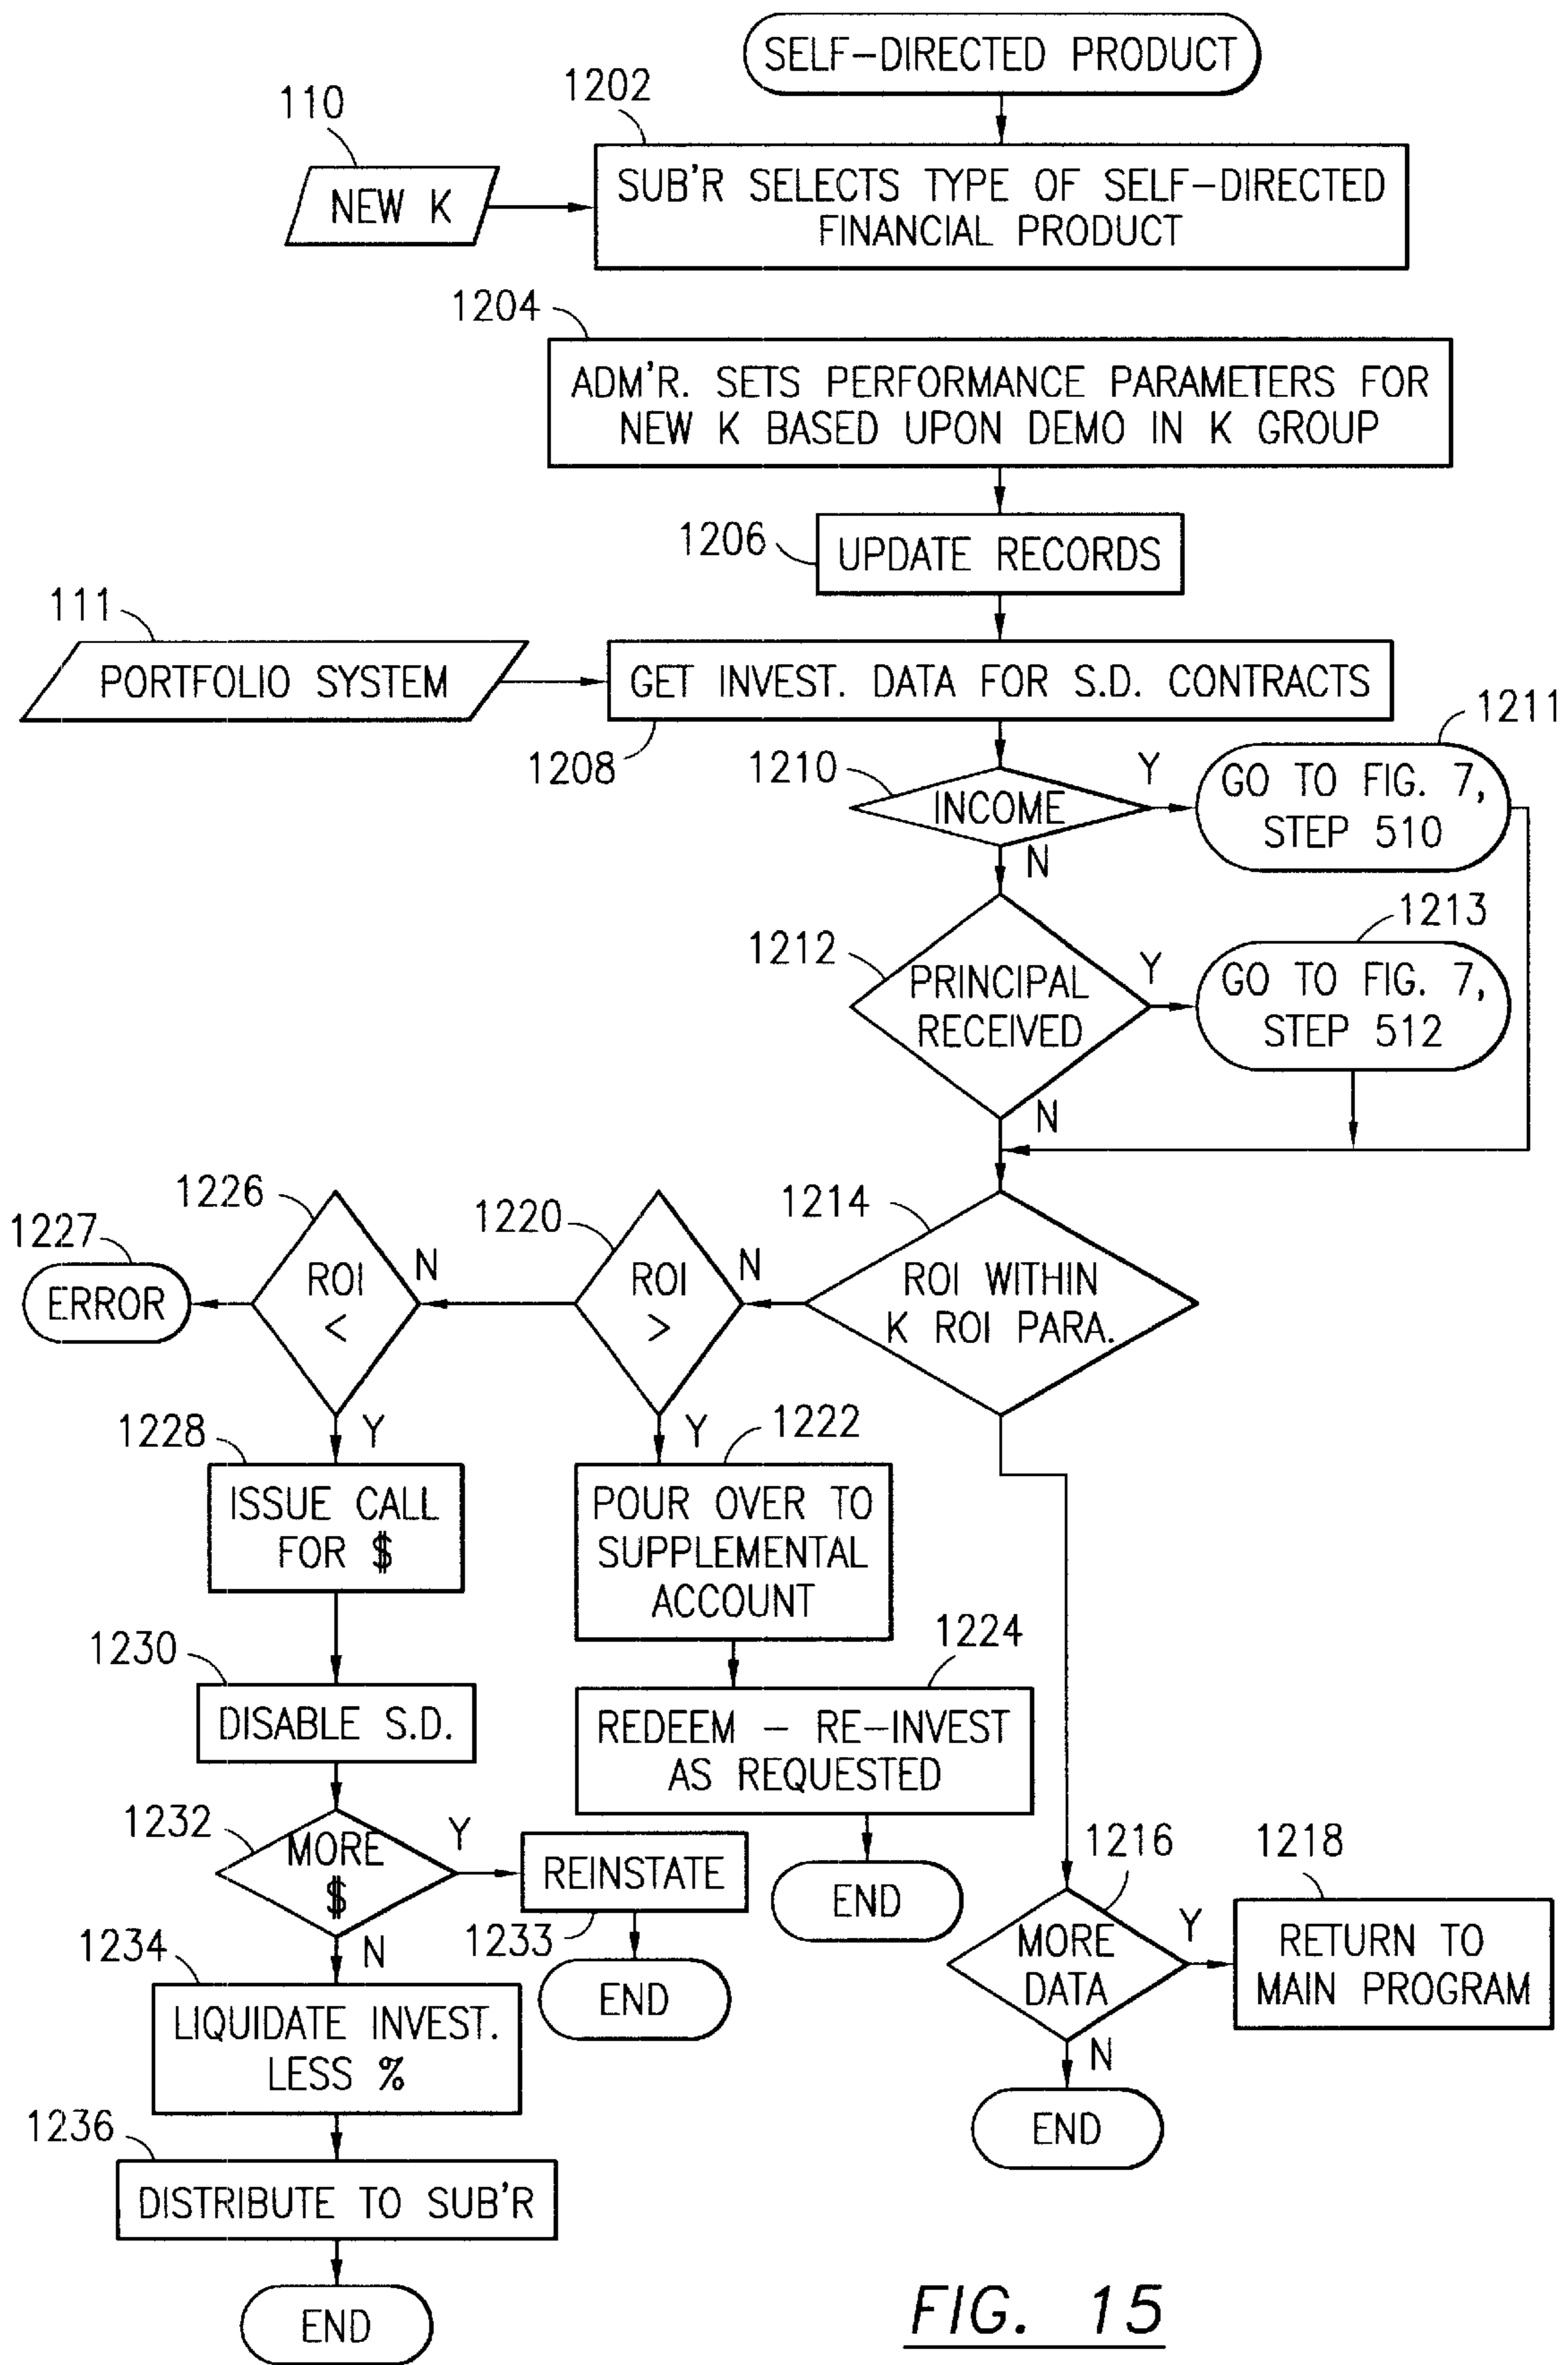 SELF-DIRECTED PRODUCT
1202
110
NEW K
SUB'R SELECTS TYPE OF SELF-DIRECTED
FINANCIAL PRODUCT
1204
ADM'R. SETS PERFORMANCE PARAMETERS FOR
NEW K BASED UPON DEMO IN K GROUP
1206
UPDATE RECORDS
111
PORTFOLIO SYSTEM
GET INVEST. DATA FOR S.D. CONTRACTS
1208
1210
INCOME
Y
N
1211
GO TO FIG. 7,
STEP 510
1212
PRINCIPAL
RECEIVED
Y
N
1213
GO TO FIG. 7,
STEP 512
1214
ROI WITHIN
K ROI PARA.
N
1220
ROI
>
N
Y
1226
ROI
<
Y
1227
ERROR
1228
ISSUE CALL
FOR $
1222
POUR OVER TO
SUPPLEMENTAL
ACCOUNT
1230
DISABLE S.D.
1224
REDEEM - RE-INVEST
AS REQUESTED
END
1232
MORE
$
Y
N
REINSTATE
1233
END
1216
MORE
DATA
Y
N
1218
RETURN TO
MAIN PROGRAM
END
1234
LIQUIDATE INVEST.
LESS %
1236
DISTRIBUTE TO SUB'R
END
FIG. 15